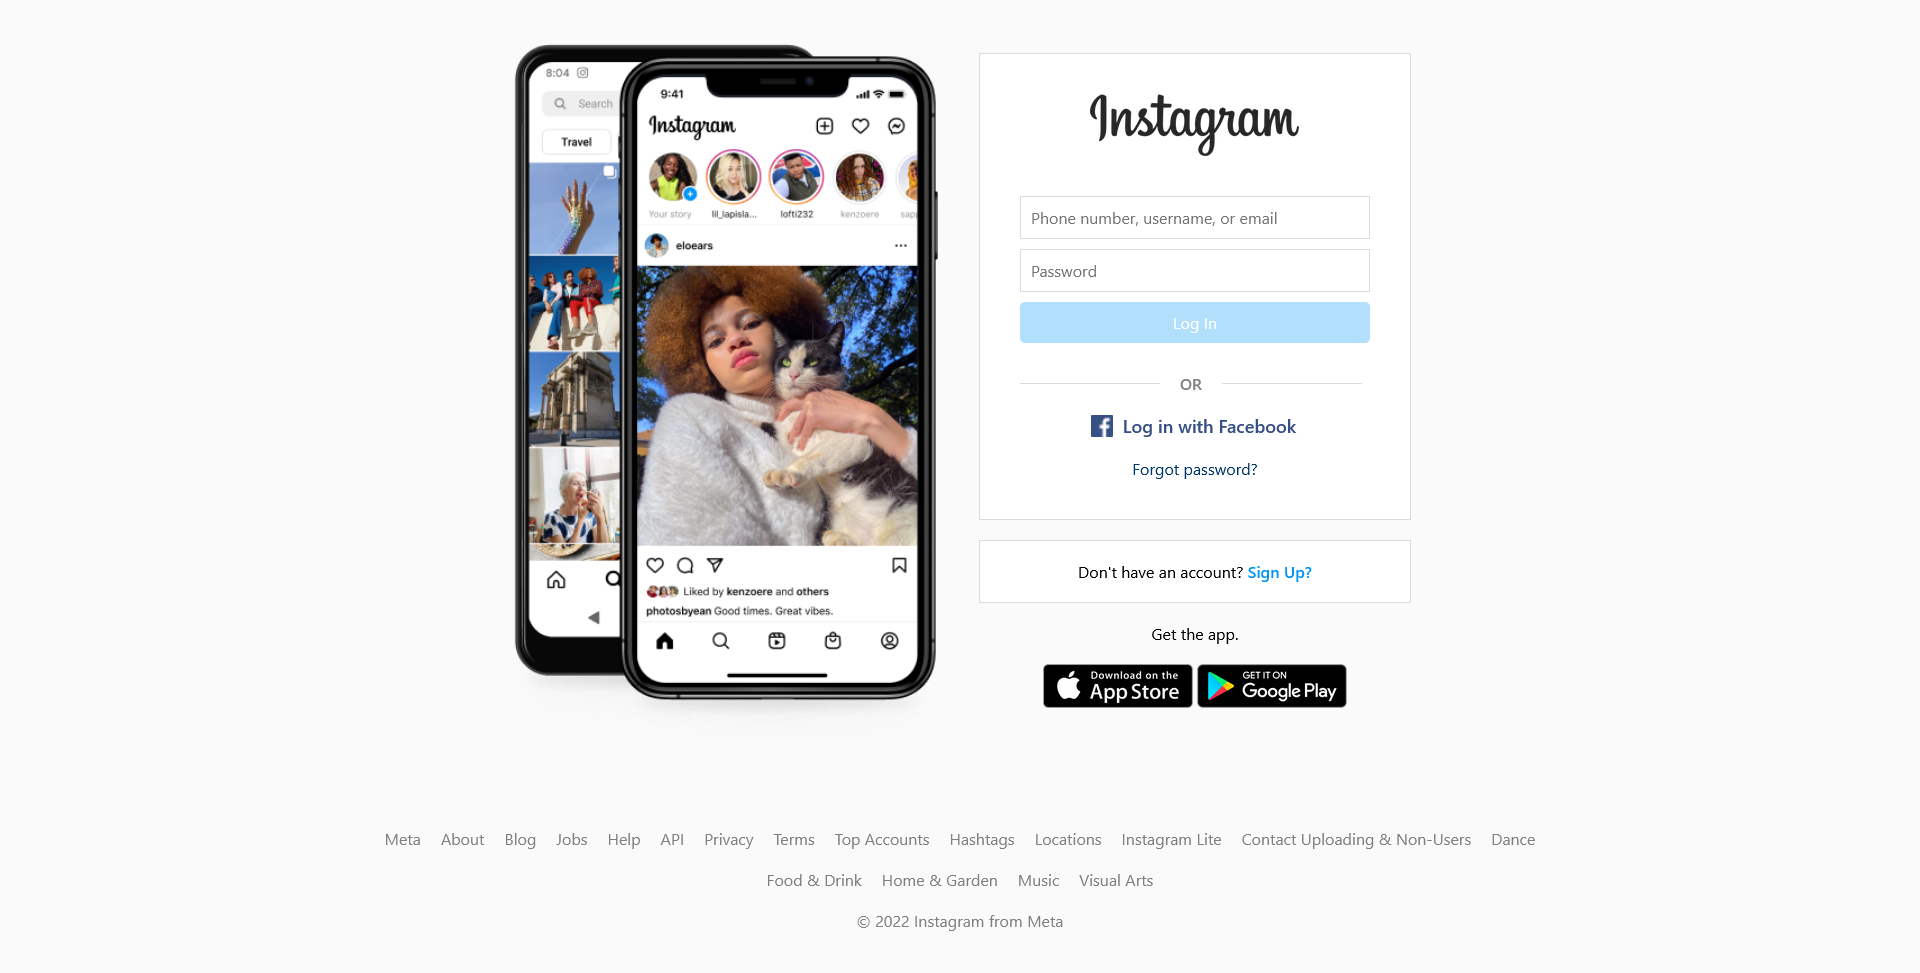 8:04
Search
Travel
9:41
Instagram
Your story lil_lapisla... lofti232 kenzoere sap
eloears
Liked by kenzoere and others
photosbyean Good times. Great vibes.
Instagram
Phone number, username, or email
Password
Log In
OR
Log in with Facebook
Forgot password?
Don't have an account? Sign Up?
Get the app.
Download on the
App Store
GET IT ON
Google Play
Meta About Blog Jobs Help API Privacy Terms Top Accounts Hashtags Locations Instagram Lite Contact Uploading & Non-Users Dance
Food & Drink Home & Garden Music Visual Arts
© 2022 Instagram from Meta